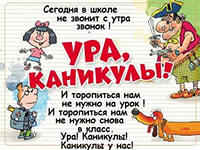 Сегодня в школе
не звонит с утра
звонок !
УРА,
КАНИКУЛЫ!
И торопиться нам
не нужно на урок !
И торопиться нам
не нужно снова
в класс.
Ура! Каникулы!
Каникулы у нас!